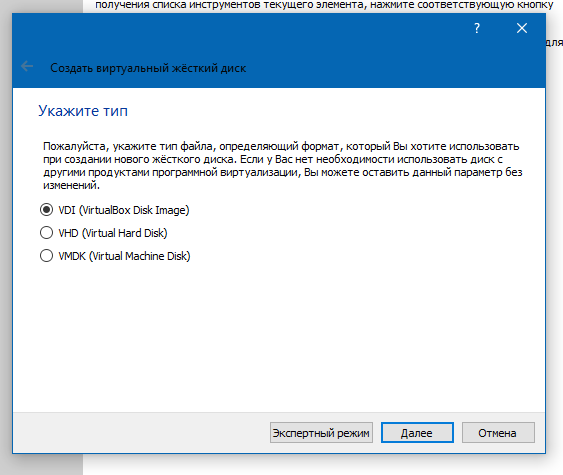 получения списка инструментов текущего элемента, нажмите соответствующую кнопку
?
для
Создать виртуальный жёсткий диск
Укажите тип
Пожалуйста, укажите тип файла, определяющий формат, который Вы хотите использовать
при создании нового жёсткого диска. Если у Вас нет необходимости использовать диск с
другими продуктами программной виртуализации, Вы можете оставить данный параметр без
изменений.
VDI (VirtualBox Disk Image)
VHD (Virtual Hard Disk)
VMDK (Virtual Machine Disk)
Экспертный режим
Далее
Отмена